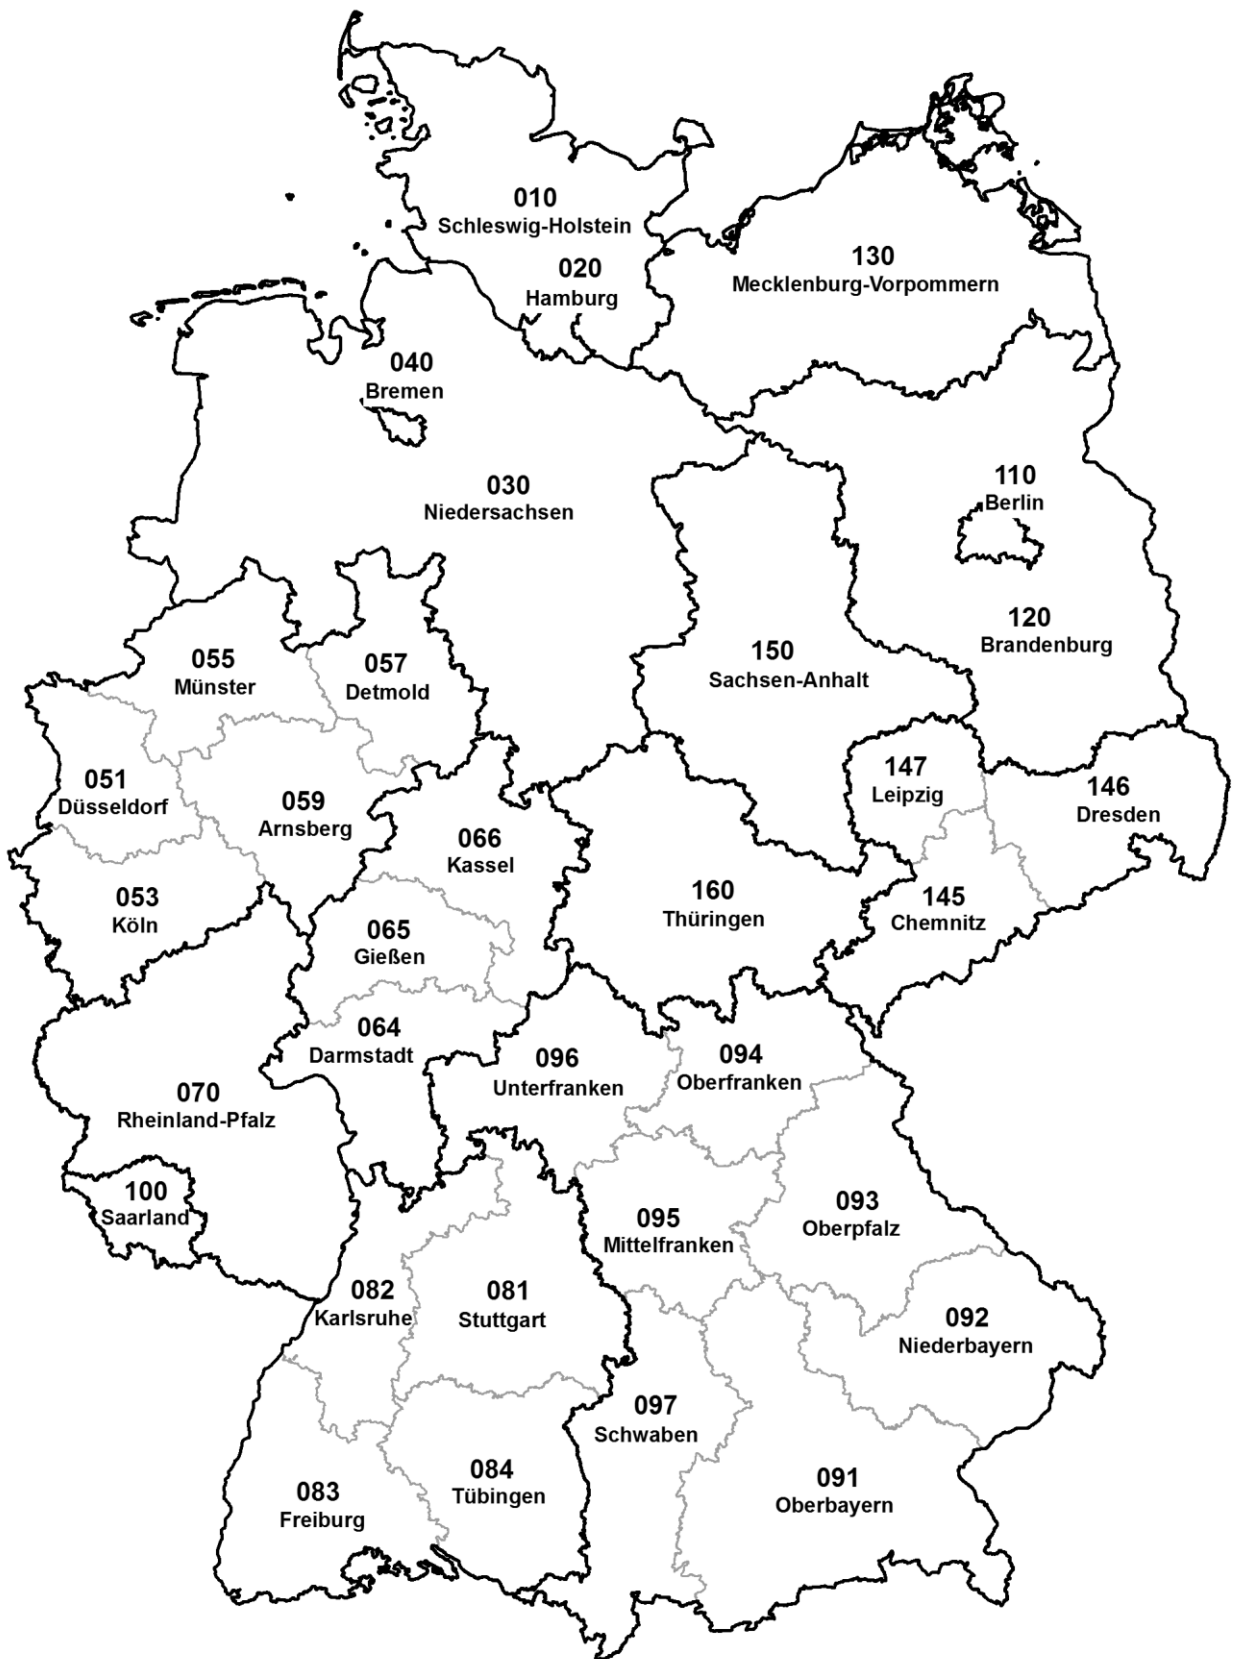 010
Schleswig-Holstein
020
Hamburg
130
Mecklenburg-Vorpommern
040
Bremen
030
Niedersachsen
110
Berlin
120
Brandenburg
150
Sachsen-Anhalt
055
Münster
057
Detmold
051
Düsseldorf
059
Arnsberg
066
Kassel
147
Leipzig
146
Dresden
053
Köln
160
Thüringen
145
Chemnitz
065
Gießen
064
Darmstadt
096
Unterfranken
094
Oberfranken
070
Rheinland-Pfalz
100
Saarland
095
Mittelfranken
093
Oberpfalz
082
Karlsruhe
081
Stuttgart
092
Niederbayern
097
Schwaben
083
Freiburg
084
Tübingen
091
Oberbayern